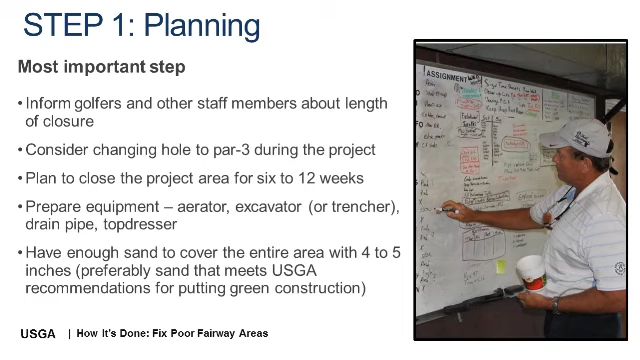 STEP 1: Planning
Most important step
• Inform golfers and other staff members about length
of closure
• Consider changing hole to par-3 during the project
• Plan to close the project area for six to 12 weeks
• Prepare equipment – aerator, excavator (or trencher),
drain pipe, topdresser
• Have enough sand to cover the entire area with 4 to 5
inches (preferably sand that meets USGA
recommendations for putting green construction)
USGA | How It's Done: Fix Poor Fairway Areas
ASSIGNMENT